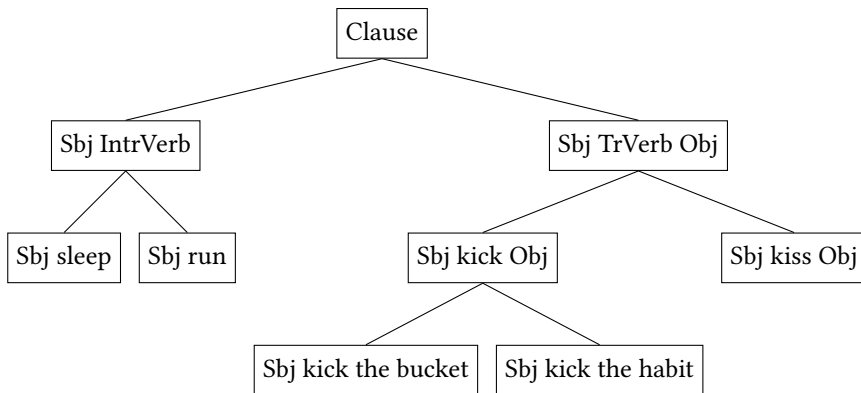 Clause
Sbj IntrVerb
Sbj TrVerb Obj
Sbj sleep
Sbj run
Sbj kick Obj
Sbj kiss Obj
Sbj kick the bucket
Sbj kick the habit